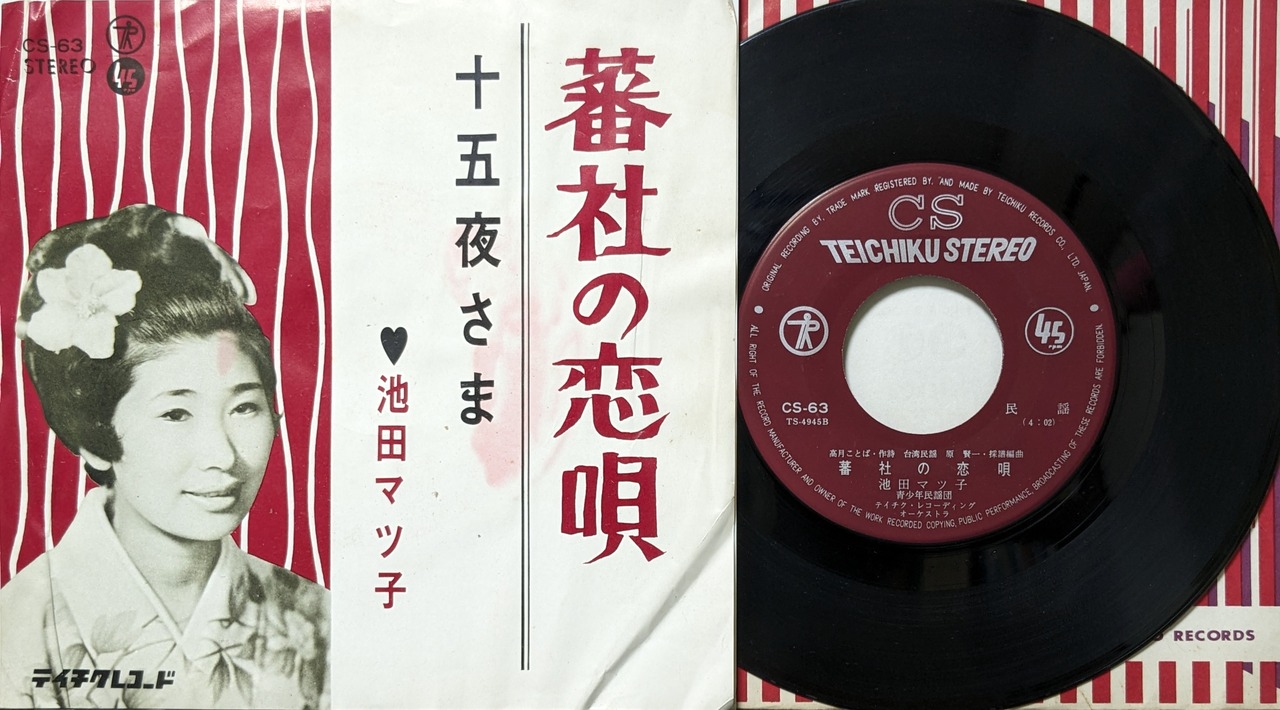 CS-63
STEREO
45
rpm
蕃社の恋唄
十五夜さま
♥池田マツ子
テイチクレコード
ORIGINAL RECORDING BY, TRADE MARK REGISTERED BY, AND MADE BY TEICHIKU RECORDS CO., LTD. JAPAN.
CS
TEICHIKU STEREO
45
rpm
CS-63
TS-4945B
民謡
(4:02)
高月ことば・作詩 台湾民謡 原 賢一・採譜編曲
蕃社の恋唄
池田マツ子
青少年民謡団
テイチク・レコーディング
オーケストラ
ALL RIGHT OF THE RECORD MANUFACTURER AND OWNER OF THE WORK RECORDED COPYING, PUBLIC PERFORMANCE, BROADCASTING OF THESE RECORDS ARE FORBIDDEN.
RECORDS